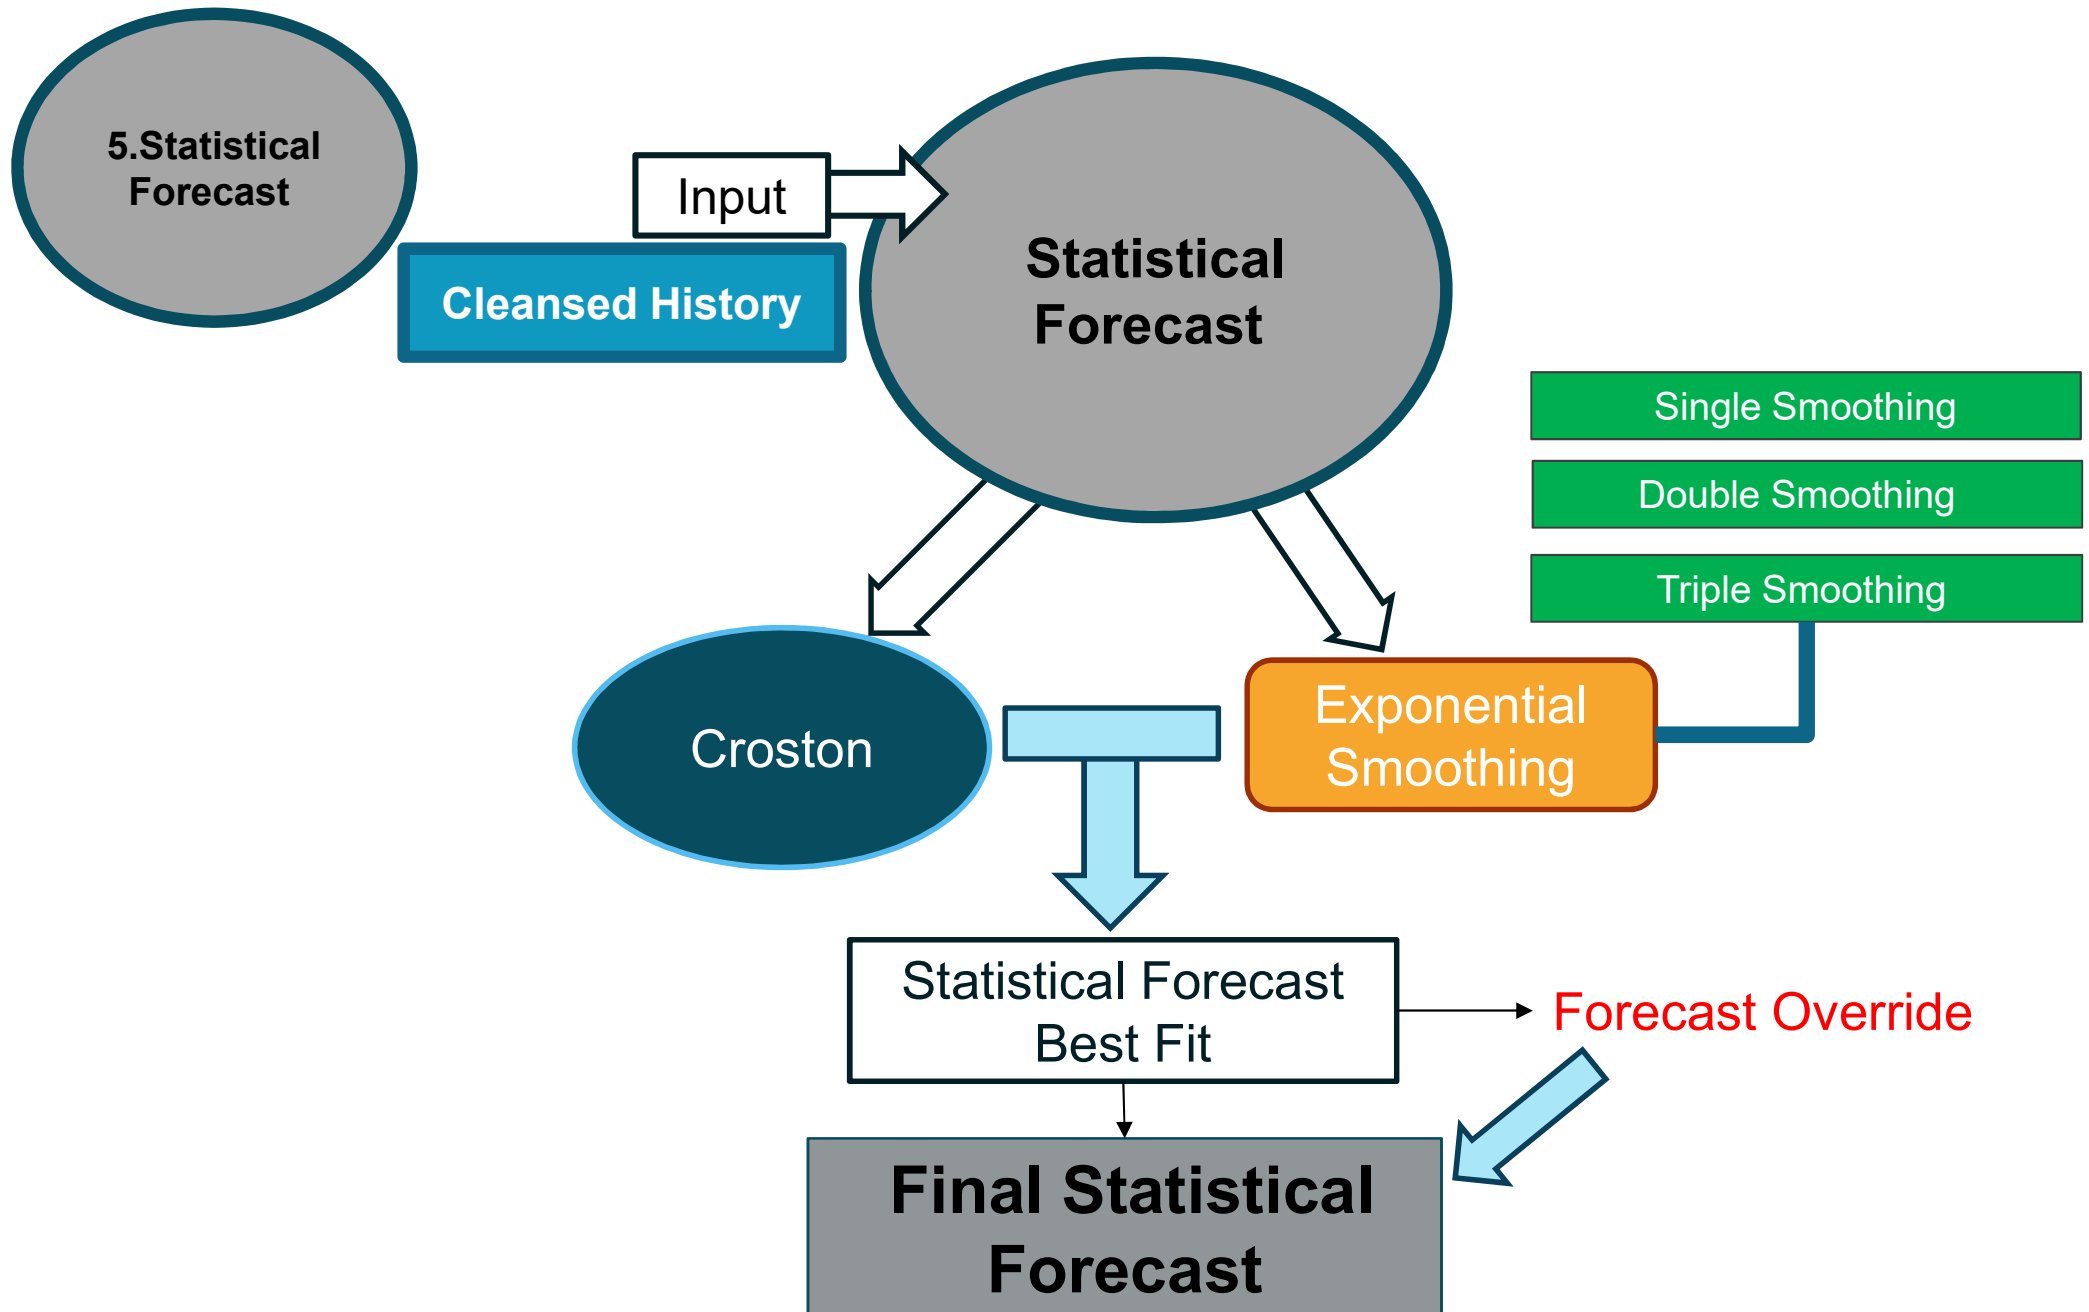 5.Statistical
Forecast
Input
Cleansed History
Statistical
Forecast
Single Smoothing
Double Smoothing
Triple Smoothing
Croston
Exponential
Smoothing
Statistical Forecast
Best Fit
Forecast Override
Final Statistical
Forecast